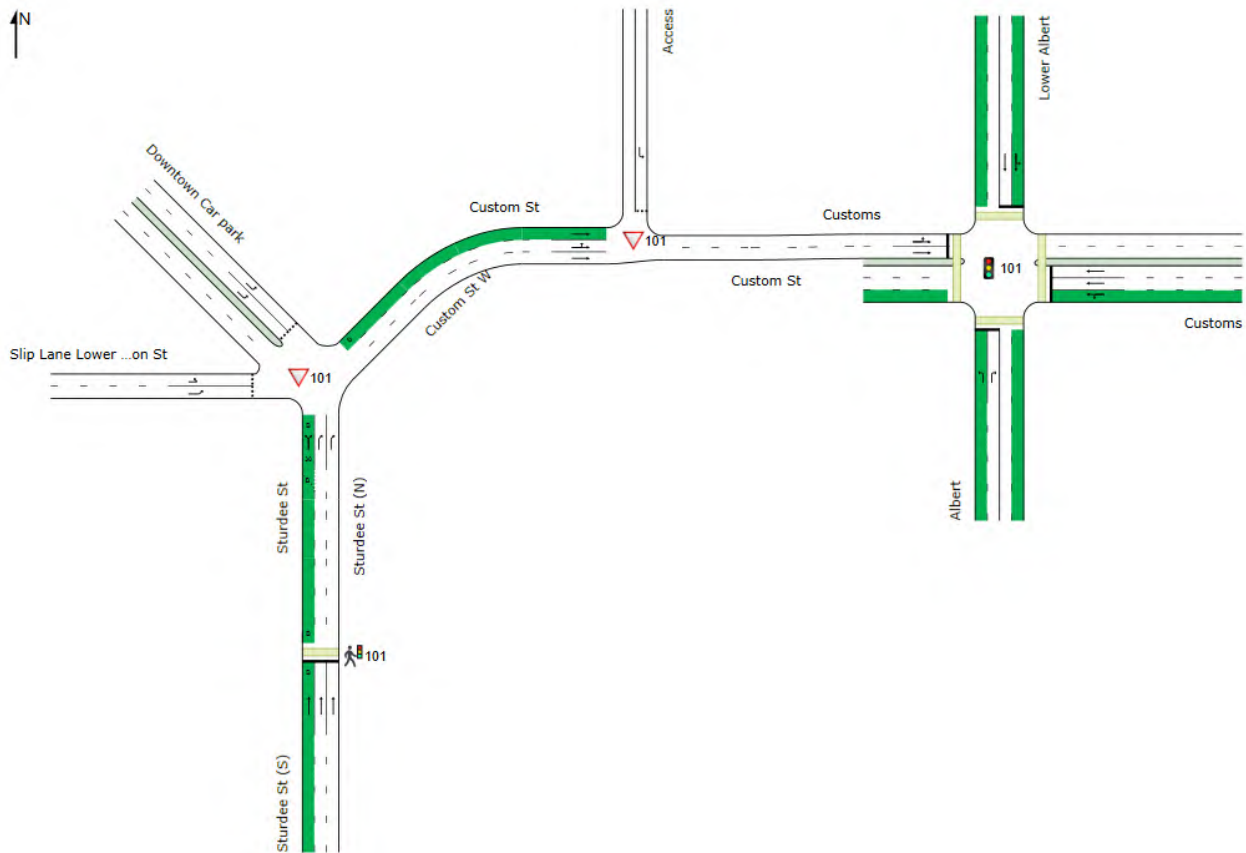 N
Access
Lower Albert
Downtown Car park
Custom St
Customs
101
101
Custom St W
Custom St
Customs
Slip Lane Lower ...on St
101
Sturdee St
Sturdee St (N)
Albert
101
Sturdee St (S)